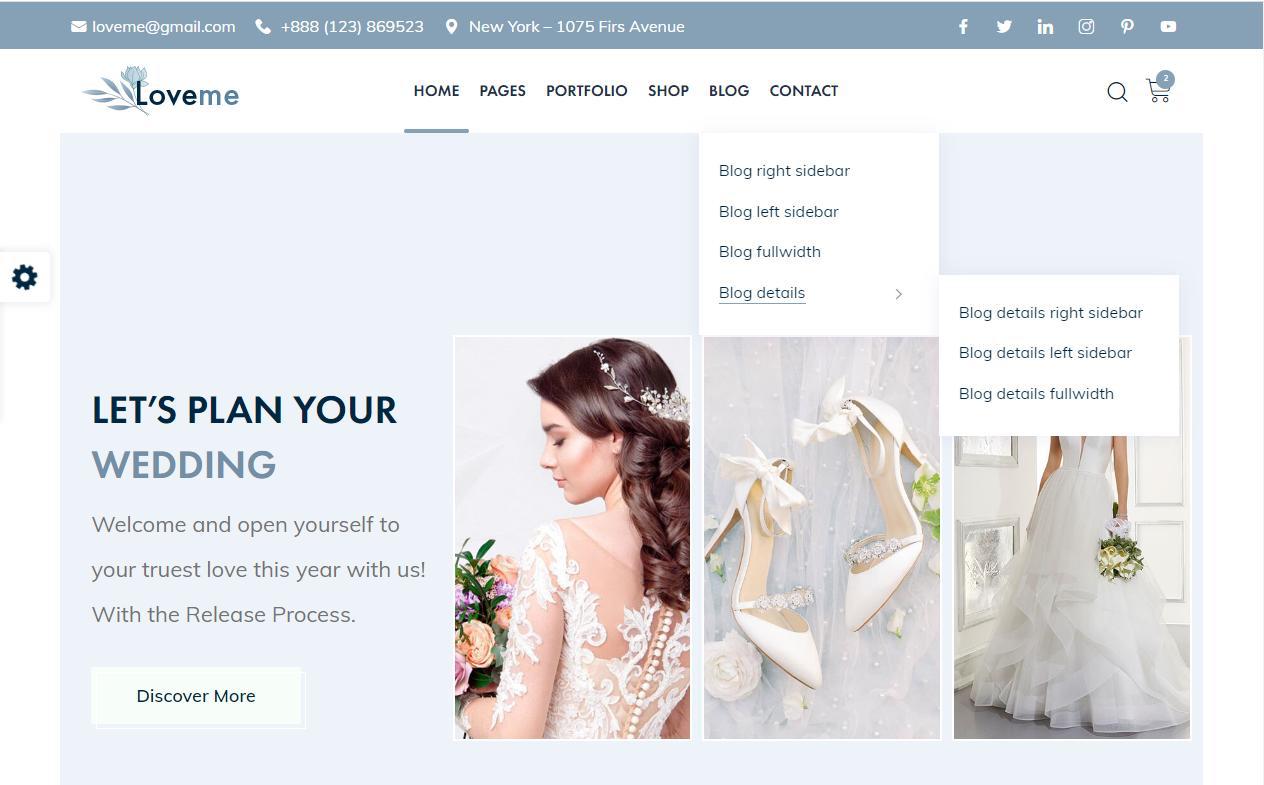 loveme@gmail.com +888 (123) 869523 New York – 1075 Firs Avenue
Loveme HOME PAGES PORTFOLIO SHOP BLOG CONTACT 2
Blog right sidebar
Blog left sidebar
Blog fullwidth
Blog details
Blog details right sidebar
Blog details left sidebar
Blog details fullwidth
LET’S PLAN YOUR
WEDDING
Welcome and open yourself to
your truest love this year with us!
With the Release Process.
Discover More